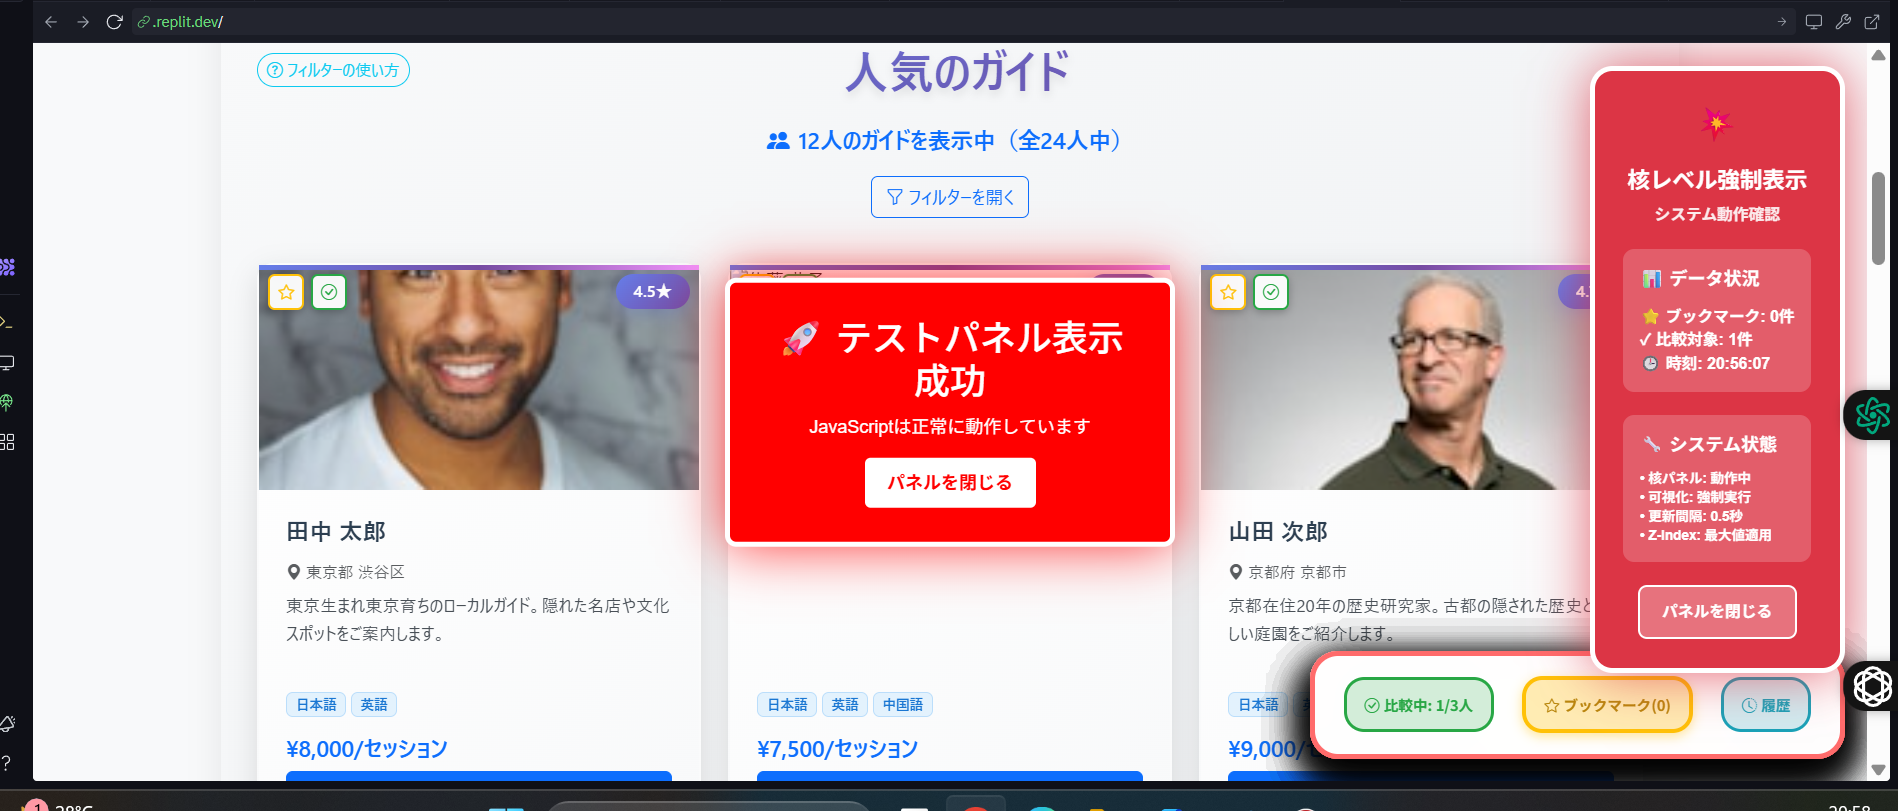 .replit.dev/
フィルターの使い方
人気のガイド
12人のガイドを表示中（全24人中）
フィルターを開く
4.5★
田中 太郎
東京都 渋谷区
東京生まれ東京育ちのローカルガイド。隠れた名店や文化
スポットをご案内します。
日本語 英語
¥8,000/セッション
🚀 テストパネル表示
成功
JavaScriptは正常に動作しています
パネルを閉じる
日本語 英語 中国語
¥7,500/セッション
4.
山田 次郎
京都府 京都市
京都在住20年の歴史研究家。古都の隠された歴史と
しい庭園をご紹介します。
日本語
¥9,000/
💥
核レベル強制表示
システム動作確認
📊 データ状況
⭐ ブックマーク: 0件
✓ 比較対象: 1件
🕒 時刻: 20:56:07
🔧 システム状態
• 核パネル: 動作中
• 可視化: 強制実行
• 更新間隔: 0.5秒
• Z-Index: 最大値適用
パネルを閉じる
比較中: 1/3人
ブックマーク(0)
履歴
1
28°C
20:58